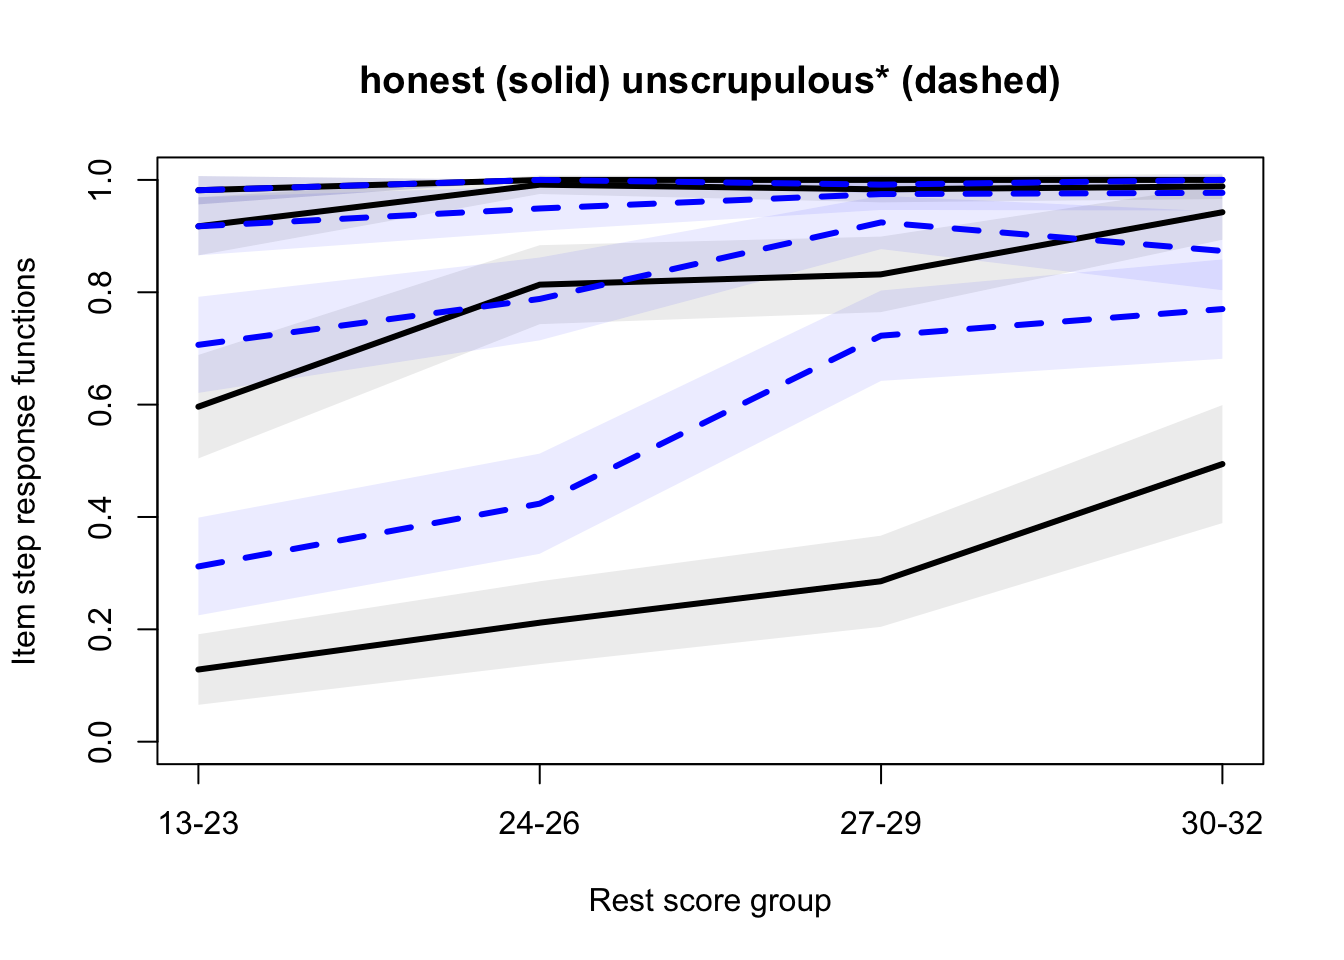 honest (solid) unscrupulous* (dashed)
Item step response functions
1.0
0.8
0.6
0.4
0.2
0.0
13-23 24-26 27-29 30-32
Rest score group